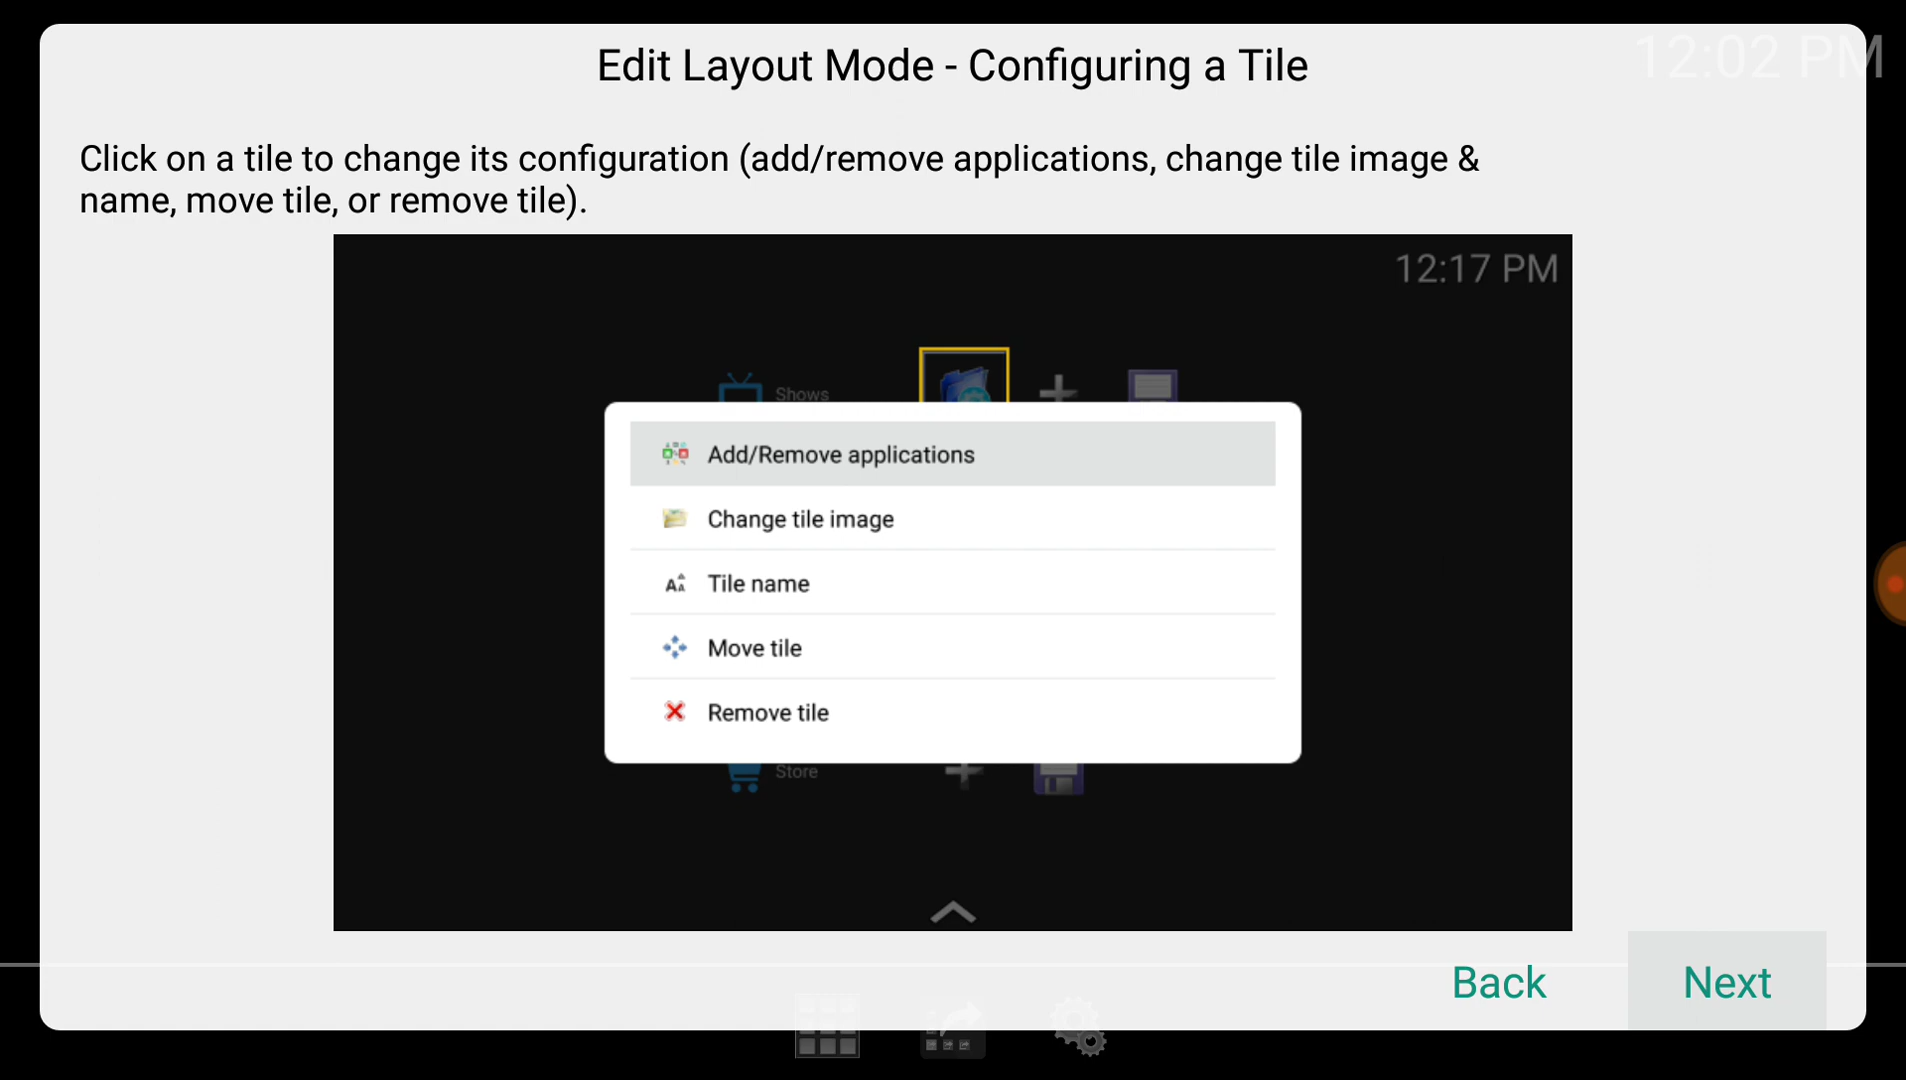 Edit Layout Mode - Configuring a Tile
12:02 PM
Click on a tile to change its configuration (add/remove applications, change tile image &
name, move tile, or remove tile).
12:17 PM
Shows
Add/Remove applications
Change tile image
Tile name
Move tile
Remove tile
Store
Back
Next